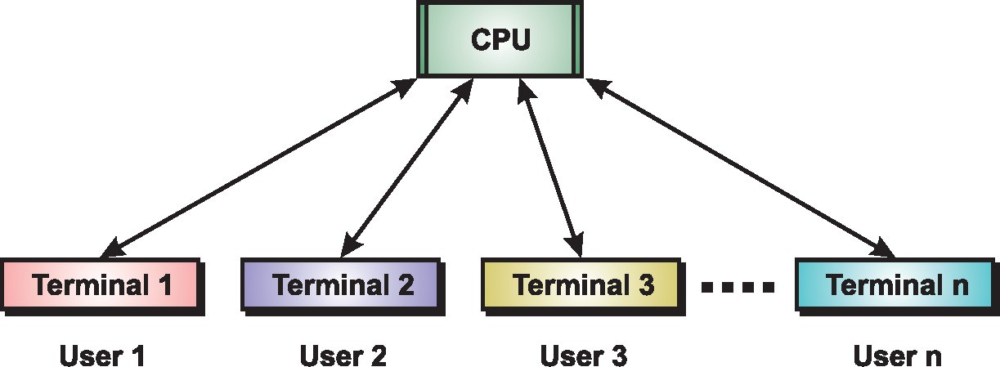 CPU
Terminal 1
Terminal 2
Terminal 3
Terminal n
User 1
User 2
User 3
User n